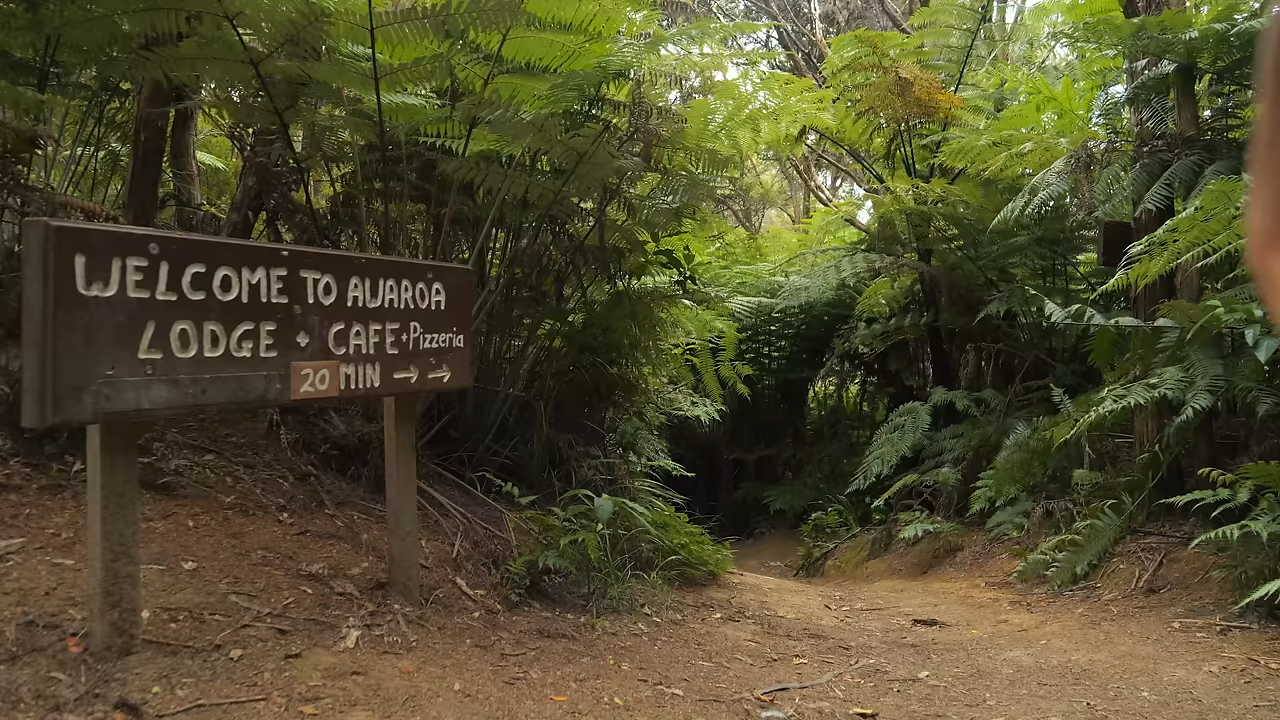 WELCOME TO AWAROA
LODGE + CAFE + Pizzeria
20 MIN → →